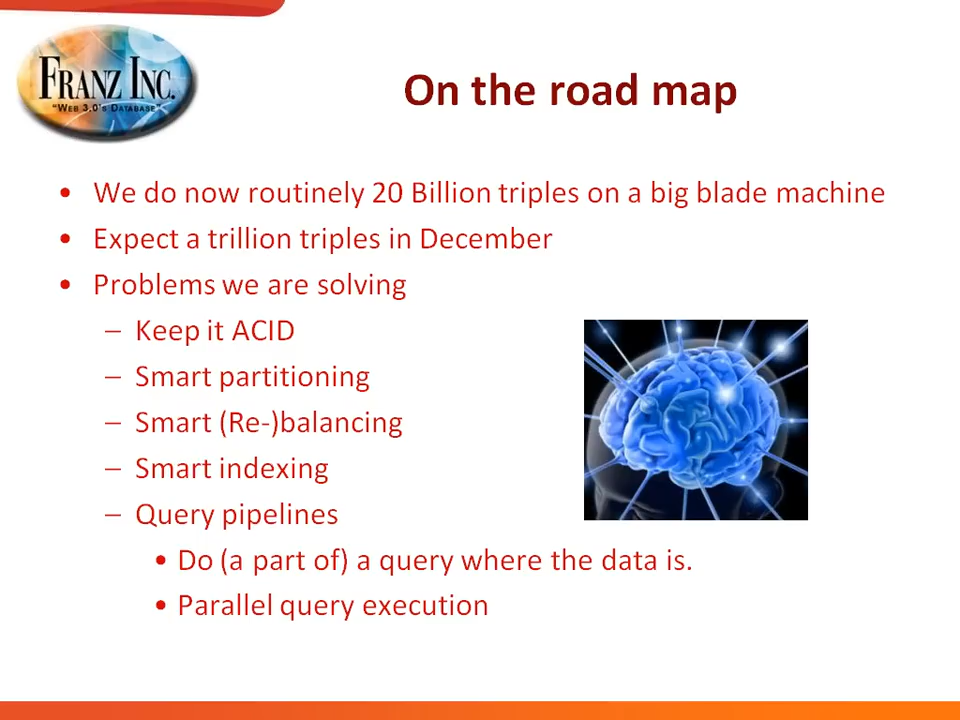 FRANZ INC.
"WEB 3.0'S DATABASE"
On the road map
• We do now routinely 20 Billion triples on a big blade machine
• Expect a trillion triples in December
• Problems we are solving
– Keep it ACID
– Smart partitioning
– Smart (Re-)balancing
– Smart indexing
– Query pipelines
• Do (a part of) a query where the data is.
• Parallel query execution